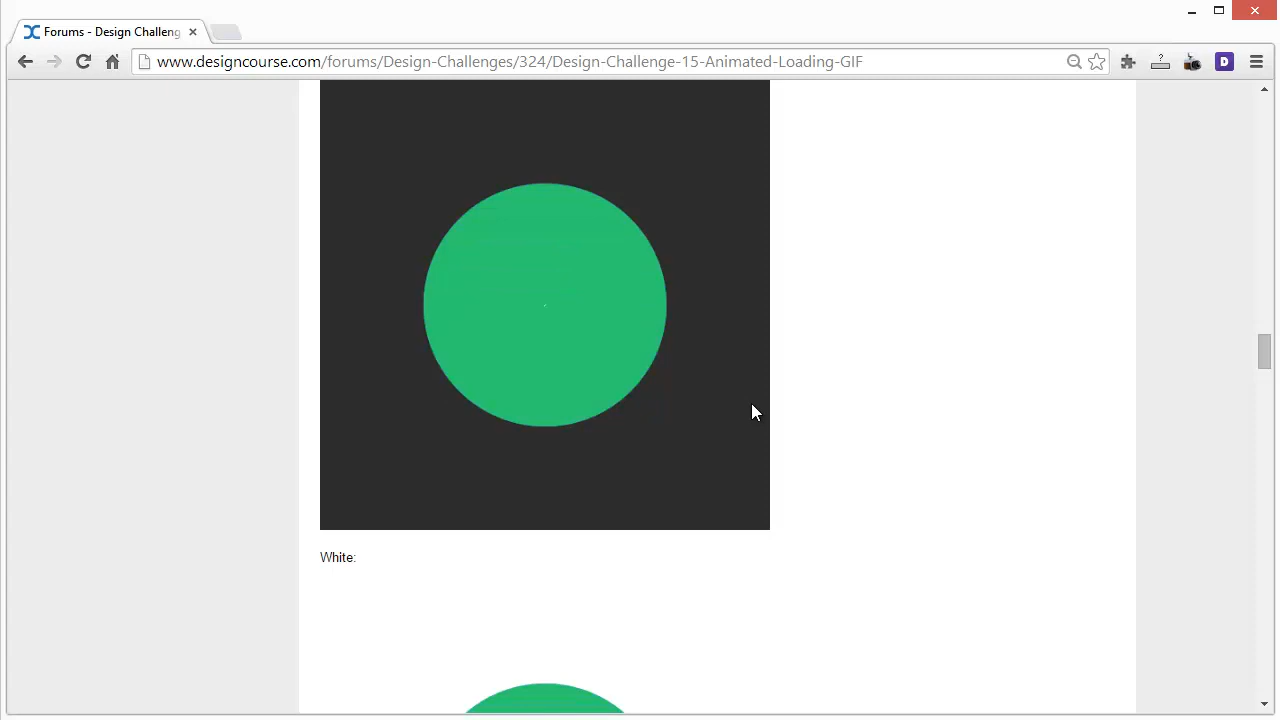 Forums - Design Challeng
www.designcourse.com/forums/Design-Challenges/324/Design-Challenge-15-Animated-Loading-GIF
?
D
White: